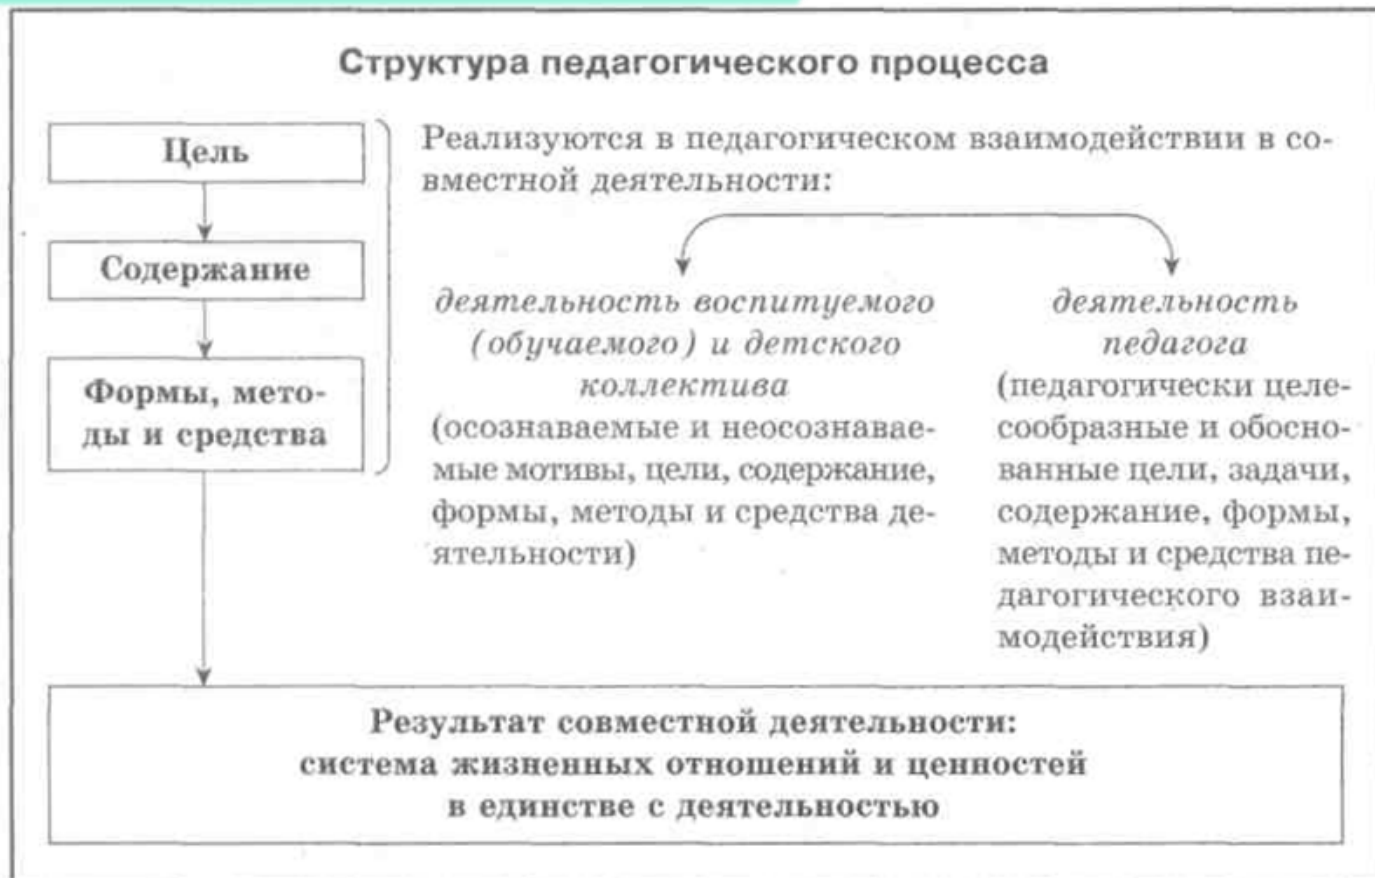 Структура педагогического процесса
Цель
Содержание
Формы, мето-
ды и средства
Реализуются в педагогическом взаимодействии в со-
вместной деятельности:
деятельность воспитуемого
(обучаемого) и детского
коллектива
(осознаваемые и неосознавае-
мые мотивы, цели, содержание,
формы, методы и средства де-
ятельности)
деятельность
педагога
(педагогически целе-
сообразные и обосно-
ванные цели, задачи,
содержание, формы,
методы и средства пе-
дагогического взаи-
модействия)
Результат совместной деятельности:
система жизненных отношений и ценностей
в единстве с деятельностью